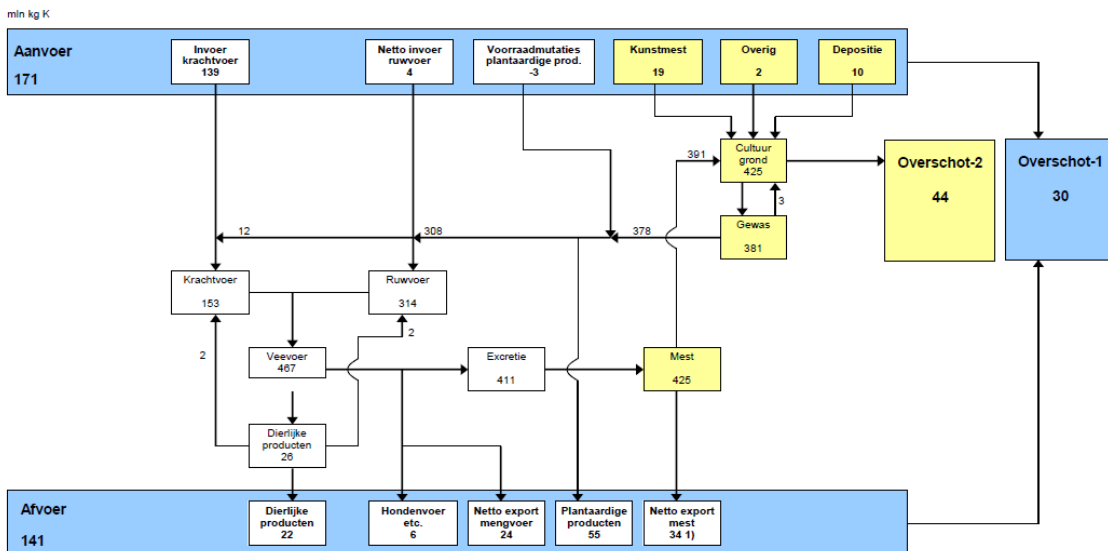 mln kg K
Aanvoer
171
Invoer
krachtvoer
139
Netto invoer
ruwvoer
4
Voorraadmutaties
plantaardige prod.
-3
Kunstmest
19
Overig
2
Depositie
10
391
Cultuur
grond
425
Overschot-2
44
Overschot-1
30
3
Gewas
381
12
308
378
Krachtvoer
153
Ruwvoer
314
2
2
Veevoer
467
Excretie
411
Mest
425
Dierlijke
producten
26
Afvoer
141
Dierlijke
producten
22
Hondenvoer
etc.
6
Netto export
mengvoer
24
Plantaardige
producten
55
Netto export
mest
34 1)